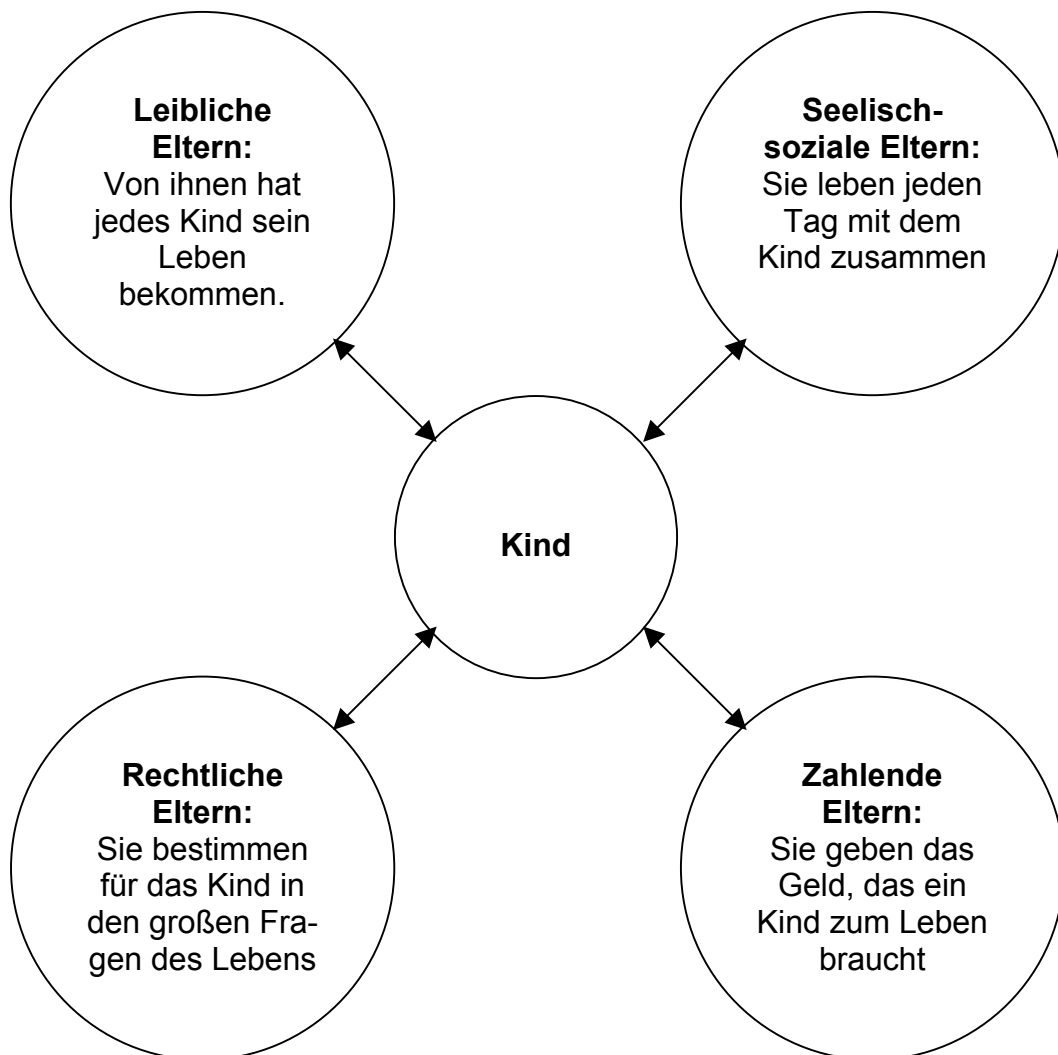 Leibliche
Eltern:
Von ihnen hat
jedes Kind sein
Leben
bekommen.
Seelisch-
soziale Eltern:
Sie leben jeden
Tag mit dem
Kind zusammen
Kind
Rechtliche
Eltern:
Sie bestimmen
für das Kind in
den großen Fra-
gen des Lebens
Zahlende
Eltern:
Sie geben das
Geld, das ein
Kind zum Leben
braucht